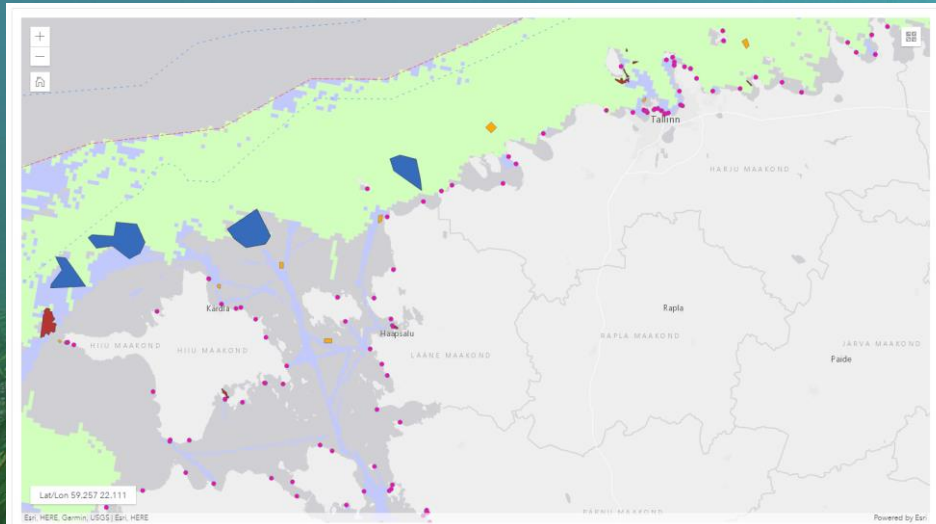 +
−
Tallinn
HARJU MAAKOND
Kärdla
Rapla
Haapsalu
HIIU MAAKOND
HIIU MAAKOND
LÄÄNE MAAKOND
RAPLA MAAKOND
JÄRVA MAAKOND
Paide
Lat/Lon 59.257 22.111
PÄRNU MAAKOND
Esri, HERE, Garmin, USGS | Esri, HERE
Powered by Esri